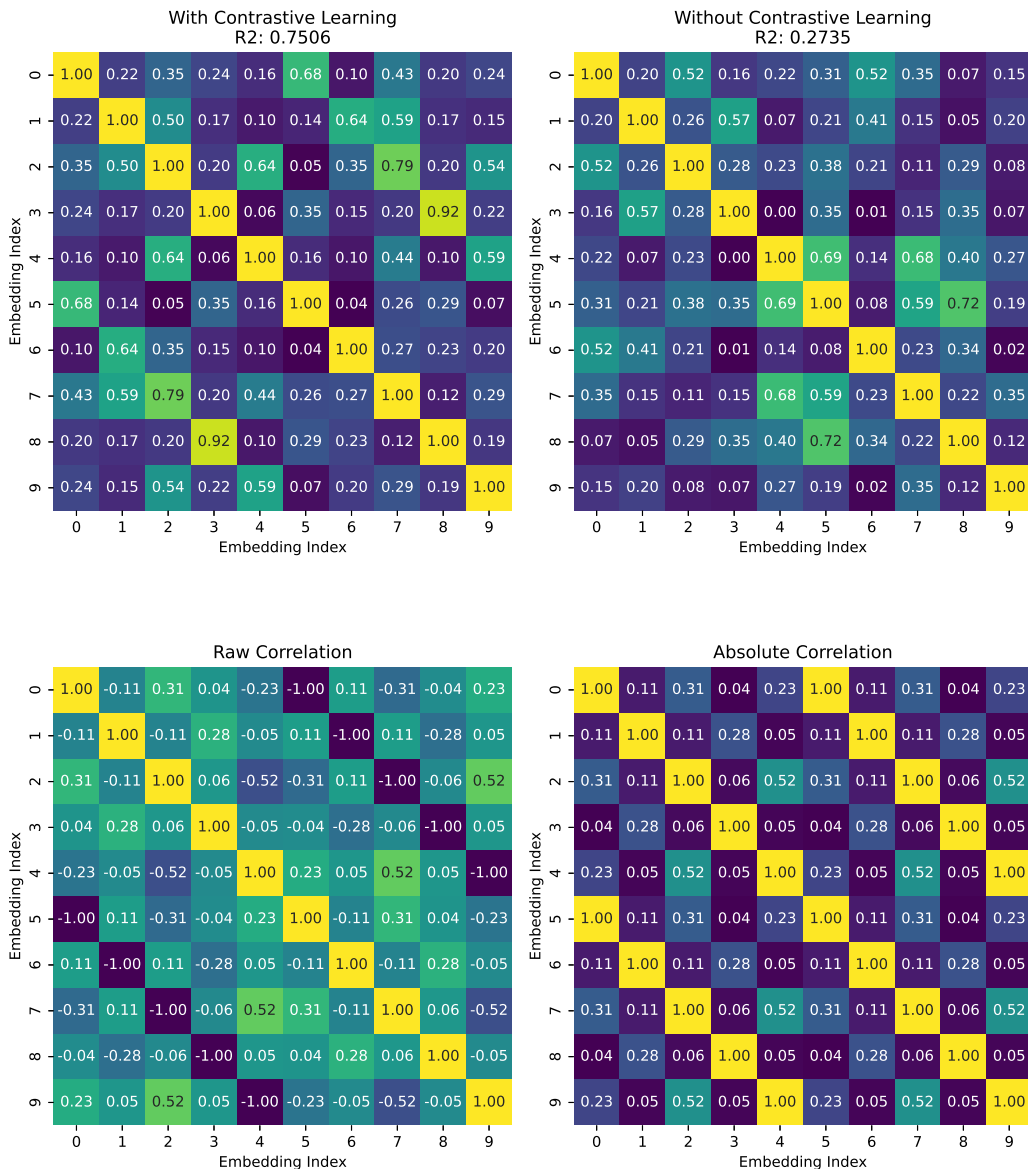 With Contrastive Learning
R2: 0.7506
0 1.00 0.22 0.35 0.24 0.16 0.68 0.10 0.43 0.20 0.24
1 0.22 1.00 0.50 0.17 0.10 0.14 0.64 0.59 0.17 0.15
2 0.35 0.50 1.00 0.20 0.64 0.05 0.35 0.79 0.20 0.54
3 0.24 0.17 0.20 1.00 0.06 0.35 0.15 0.20 0.92 0.22
4 0.16 0.10 0.64 0.06 1.00 0.16 0.10 0.44 0.10 0.59
5 0.68 0.14 0.05 0.35 0.16 1.00 0.04 0.26 0.29 0.07
6 0.10 0.64 0.35 0.15 0.10 0.04 1.00 0.27 0.23 0.20
7 0.43 0.59 0.79 0.20 0.44 0.26 0.27 1.00 0.12 0.29
8 0.20 0.17 0.20 0.92 0.10 0.29 0.23 0.12 1.00 0.19
9 0.24 0.15 0.54 0.22 0.59 0.07 0.20 0.29 0.19 1.00
0 1 2 3 4 5 6 7 8 9
Embedding Index
Embedding Index
Without Contrastive Learning
R2: 0.2735
0 1.00 0.20 0.52 0.16 0.22 0.31 0.52 0.35 0.07 0.15
1 0.20 1.00 0.26 0.57 0.07 0.21 0.41 0.15 0.05 0.20
2 0.52 0.26 1.00 0.28 0.23 0.38 0.21 0.11 0.29 0.08
3 0.16 0.57 0.28 1.00 0.00 0.35 0.01 0.15 0.35 0.07
4 0.22 0.07 0.23 0.00 1.00 0.69 0.14 0.68 0.40 0.27
5 0.31 0.21 0.38 0.35 0.69 1.00 0.08 0.59 0.72 0.19
6 0.52 0.41 0.21 0.01 0.14 0.08 1.00 0.23 0.34 0.02
7 0.35 0.15 0.11 0.15 0.68 0.59 0.23 1.00 0.22 0.35
8 0.07 0.05 0.29 0.35 0.40 0.72 0.34 0.22 1.00 0.12
9 0.15 0.20 0.08 0.07 0.27 0.19 0.02 0.35 0.12 1.00
0 1 2 3 4 5 6 7 8 9
Embedding Index
Embedding Index
Raw Correlation
0 1.00 -0.11 0.31 0.04 -0.23 -1.00 0.11 -0.31 -0.04 0.23
1 -0.11 1.00 -0.11 0.28 -0.05 0.11 -1.00 0.11 -0.28 0.05
2 0.31 -0.11 1.00 0.06 -0.52 -0.31 0.11 -1.00 -0.06 0.52
3 0.04 0.28 0.06 1.00 -0.05 -0.04 -0.28 -0.06 -1.00 0.05
4 -0.23 -0.05 -0.52 -0.05 1.00 0.23 0.05 0.52 0.05 -1.00
5 -1.00 0.11 -0.31 -0.04 0.23 1.00 -0.11 0.31 0.04 -0.23
6 0.11 -1.00 0.11 -0.28 0.05 -0.11 1.00 -0.11 0.28 -0.05
7 -0.31 0.11 -1.00 -0.06 0.52 0.31 -0.11 1.00 0.06 -0.52
8 -0.04 -0.28 -0.06 -1.00 0.05 0.04 0.28 0.06 1.00 -0.05
9 0.23 0.05 0.52 0.05 -1.00 -0.23 -0.05 -0.52 -0.05 1.00
0 1 2 3 4 5 6 7 8 9
Embedding Index
Embedding Index
Absolute Correlation
0 1.00 0.11 0.31 0.04 0.23 1.00 0.11 0.31 0.04 0.23
1 0.11 1.00 0.11 0.28 0.05 0.11 1.00 0.11 0.28 0.05
2 0.31 0.11 1.00 0.06 0.52 0.31 0.11 1.00 0.06 0.52
3 0.04 0.28 0.06 1.00 0.05 0.04 0.28 0.06 1.00 0.05
4 0.23 0.05 0.52 0.05 1.00 0.23 0.05 0.52 0.05 1.00
5 1.00 0.11 0.31 0.04 0.23 1.00 0.11 0.31 0.04 0.23
6 0.11 1.00 0.11 0.28 0.05 0.11 1.00 0.11 0.28 0.05
7 0.31 0.11 1.00 0.06 0.52 0.31 0.11 1.00 0.06 0.52
8 0.04 0.28 0.06 1.00 0.05 0.04 0.28 0.06 1.00 0.05
9 0.23 0.05 0.52 0.05 1.00 0.23 0.05 0.52 0.05 1.00
0 1 2 3 4 5 6 7 8 9
Embedding Index
Embedding Index